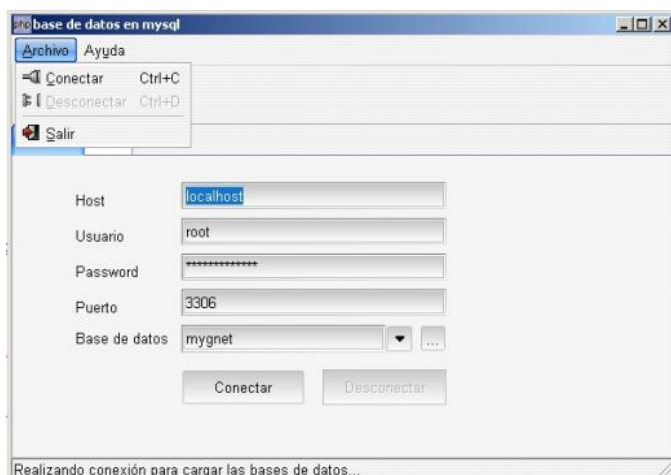 php base de datos en mysql
Archivo Ayuda
Conectar Ctrl+C
Desconectar Ctrl+D
Salir
Host localhost
Usuario root
Password *************
Puerto 3306
Base de datos mygnet ...
Conectar Desconectar
Realizando conexión para cargar las bases de datos...